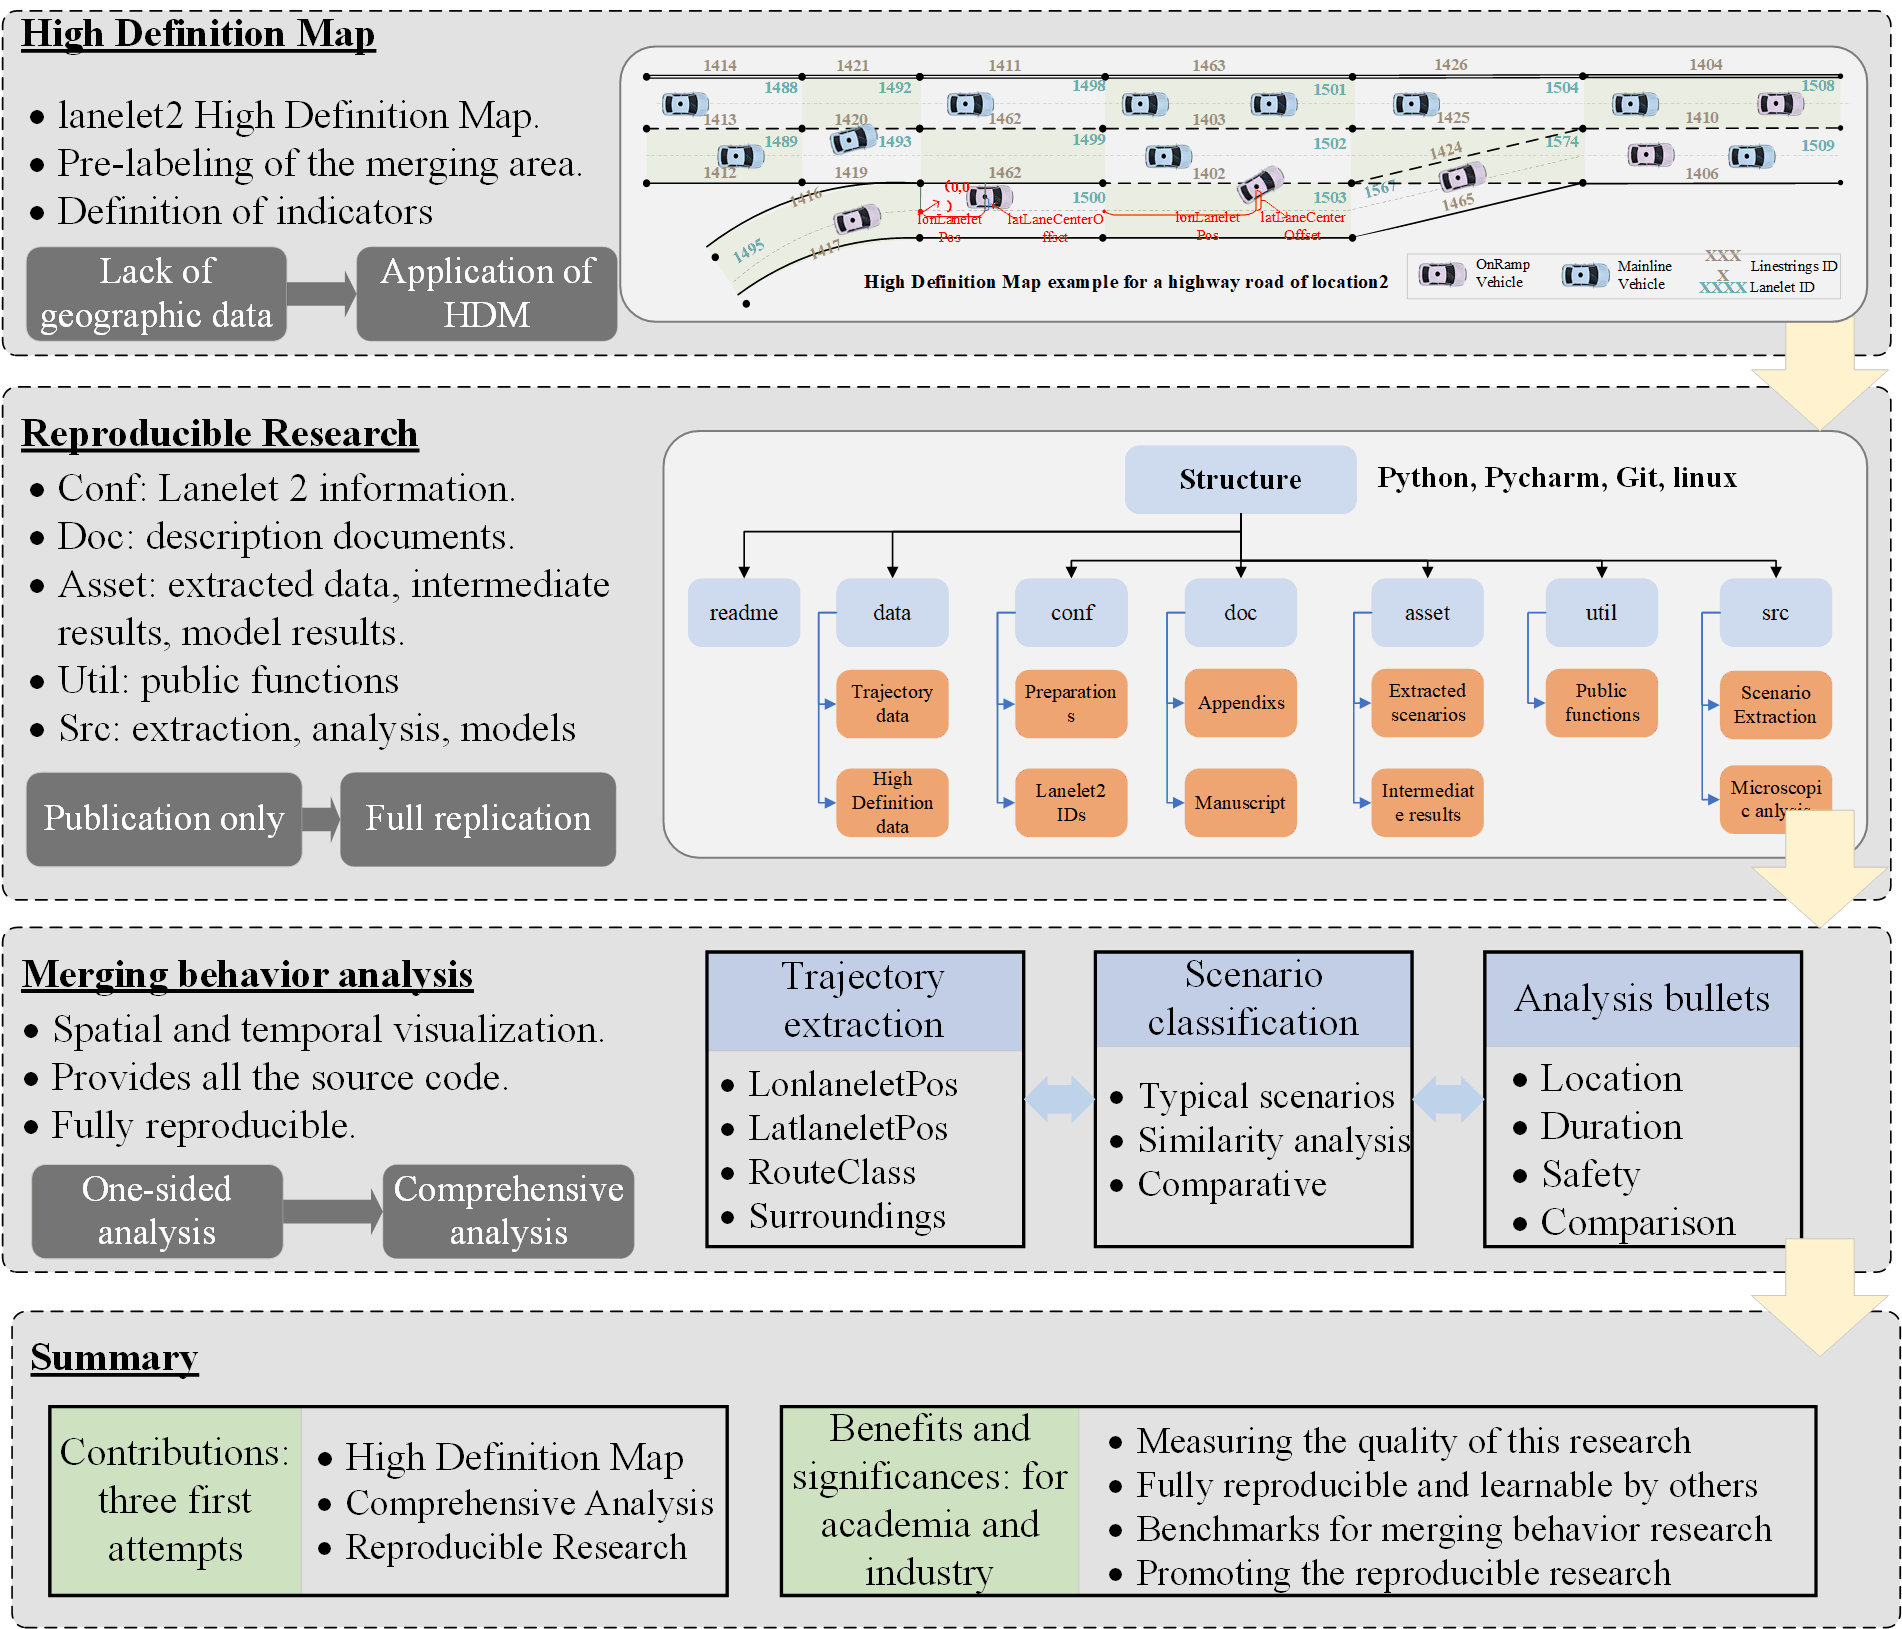 High Definition Map
lanelet2 High Definition Map.
Pre-labeling of the merging area.
Definition of indicators
Lack of
geographic data
Application of
HDM
1414 1421 1411 1463 1426 1404
1488 1492 1498 1501 1504 1508
1413 1420 1462 1403 1425 1410
1489 1493 1499 1502 1424 1574 1509
1412 1419 1462 1402 1406
1416 (0,0 1500 1503 1567 1465
)
1495 1417 lonLanelet latLaneCenterO lonLanelet latLaneCenter
Pos ffset Pos Offset
High Definition Map example for a highway road of location2
OnRamp
Vehicle
Mainline
Vehicle
XXX
X
Linestrings ID
XXXX Lanelet ID
Reproducible Research
Conf: Lanelet 2 information.
Doc: description documents.
Asset: extracted data, intermediate
results, model results.
Util: public functions
Src: extraction, analysis, models
Publication only
Full replication
Structure
Python, Pycharm, Git, linux
readme data conf doc asset util src
Trajectory
data
Preparation
s
Appendixs
Extracted
scenarios
Public
functions
Scenario
Extraction
High
Definition
data
Lanelet2
IDs
Manuscript
Intermediat
e results
Microscopi
c anlysis
Merging behavior analysis
Spatial and temporal visualization.
Provides all the source code.
Fully reproducible.
One-sided
analysis
Comprehensive
analysis
Trajectory
extraction
LonlaneletPos
LatlaneletPos
RouteClass
Surroundings
Scenario
classification
Typical scenarios
Similarity analysis
Comparative
Analysis bullets
Location
Duration
Safety
Comparison
Summary
Contributions:
three first
attempts
High Definition Map
Comprehensive Analysis
Reproducible Research
Benefits and
significances: for
academia and
industry
Measuring the quality of this research
Fully reproducible and learnable by others
Benchmarks for merging behavior research
Promoting the reproducible research